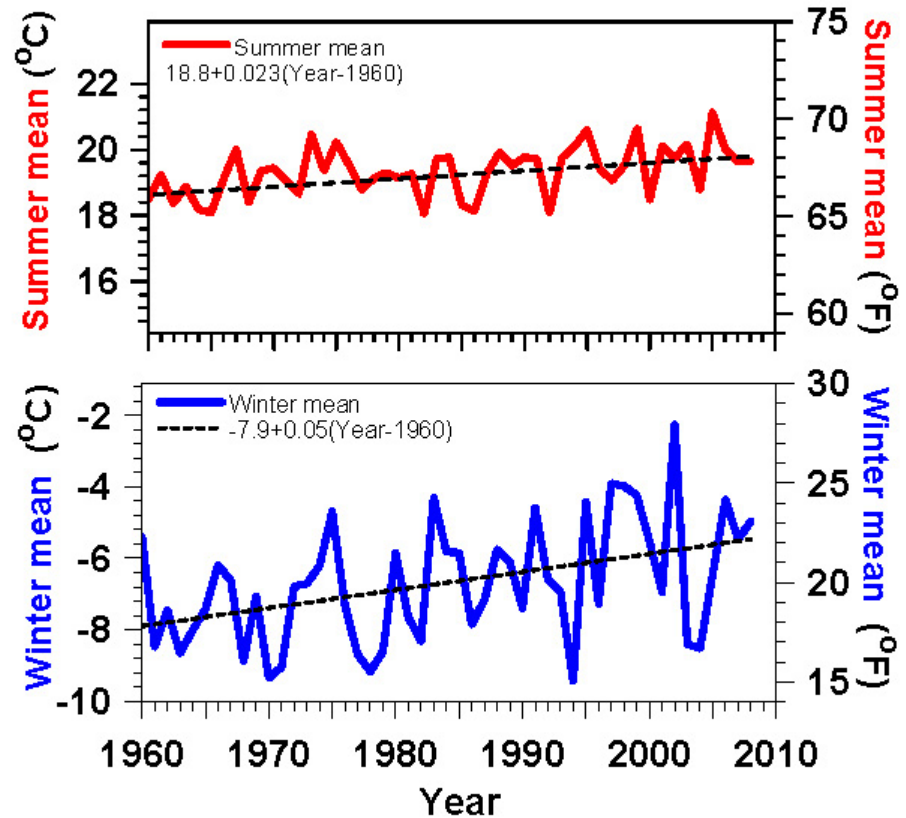 Summer mean (°C)
22
20
18
16
Summer mean
18.8+0.023(Year-1960)
75
70
65
60
Summer mean (°F)
Winter mean (°C)
-2
-4
-6
-8
-10
Winter mean
-7.9+0.05(Year-1960)
30
25
20
15
Winter mean (°F)
1960 1970 1980 1990 2000 2010
Year